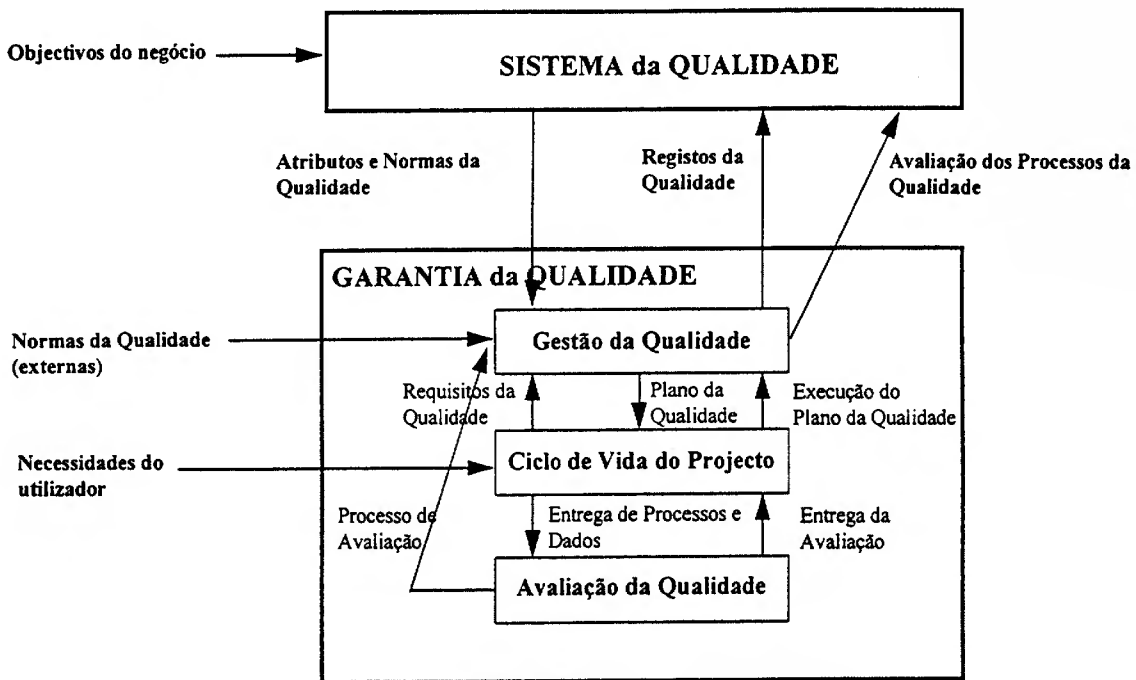 Objectivos do negócio
SISTEMA da QUALIDADE
Atributos e Normas da
Qualidade
Registos da
Qualidade
Avaliação dos Processos da
Qualidade
GARANTIA da QUALIDADE
Normas da Qualidade
(externas)
Gestão da Qualidade
Requisitos da
Qualidade
Plano da
Qualidade
Execução do
Plano da Qualidade
Necessidades do
utilizador
Ciclo de Vida do Projecto
Processo de
Avaliação
Entrega de Processos e
Dados
Entrega da
Avaliação
Avaliação da Qualidade